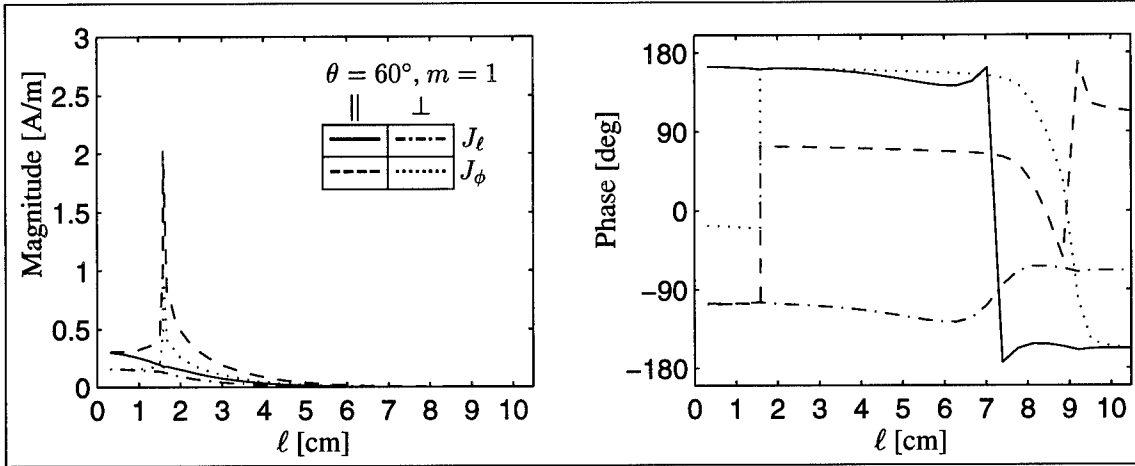 3
2.5
2
1.5
1
0.5
0
Magnitude [A/m]
θ = 60°, m = 1
∥ ⊥
J_ℓ
J_ϕ
0 1 2 3 4 5 6 7 8 9 10
ℓ [cm]
180
90
0
−90
−180
Phase [deg]
0 1 2 3 4 5 6 7 8 9 10
ℓ [cm]